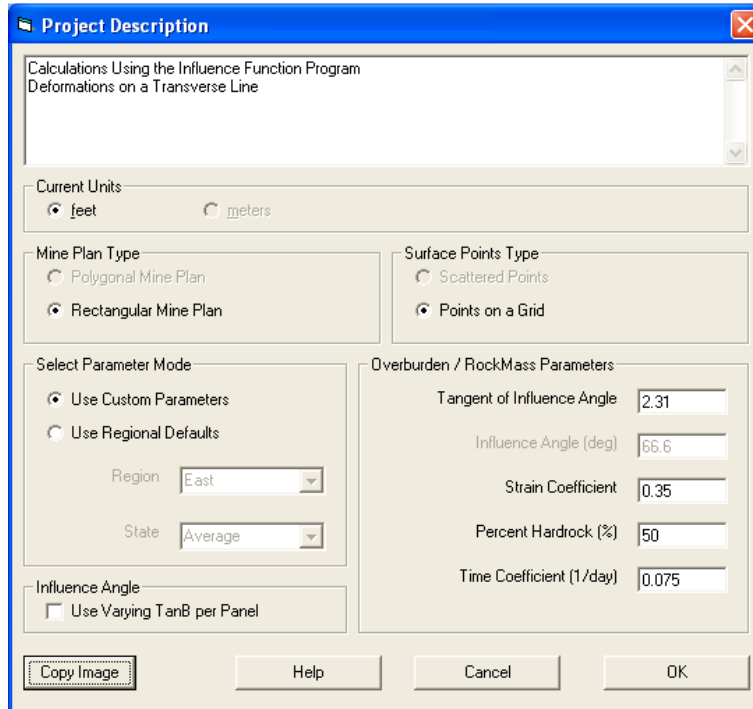 Project Description
Calculations Using the Influence Function Program
Deformations on a Transverse Line
Current Units
feet meters
Mine Plan Type
Polygonal Mine Plan
Rectangular Mine Plan
Surface Points Type
Scattered Points
Points on a Grid
Select Parameter Mode
Use Custom Parameters
Use Regional Defaults
Region East
State Average
Influence Angle
Use Varying TanB per Panel
Overburden / RockMass Parameters
Tangent of Influence Angle 2.31
Influence Angle (deg) 66.6
Strain Coefficient 0.35
Percent Hardrock (%) 50
Time Coefficient (1/day) 0.075
Copy Image Help Cancel OK